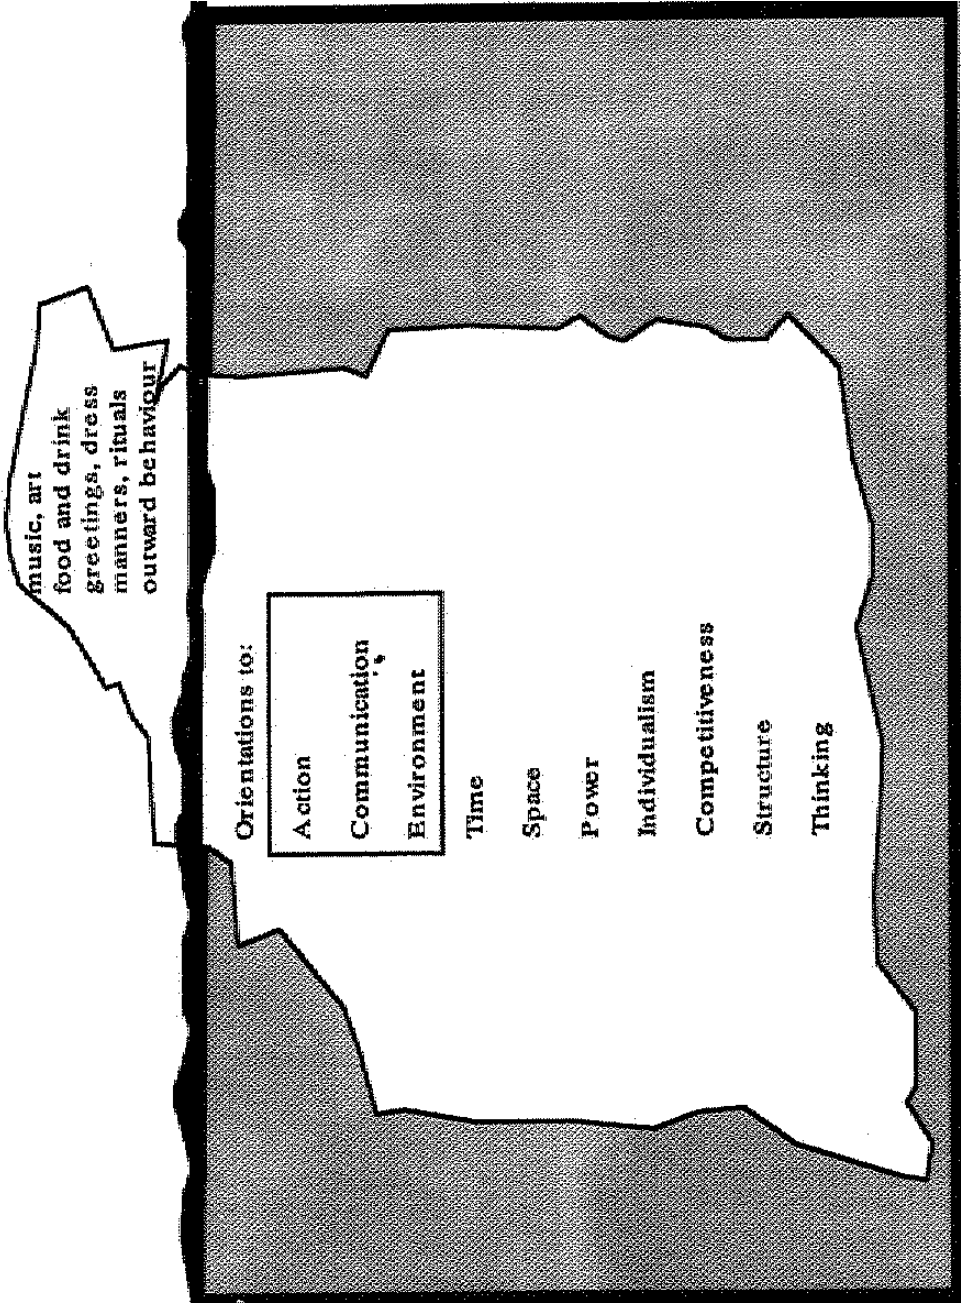 music, art
food and drink
greetings, dress
manners, rituals
outward behaviour
Orientations to:
Action
Communication
Environment
Time
Space
Power
Individualism
Competitiveness
Structure
Thinking